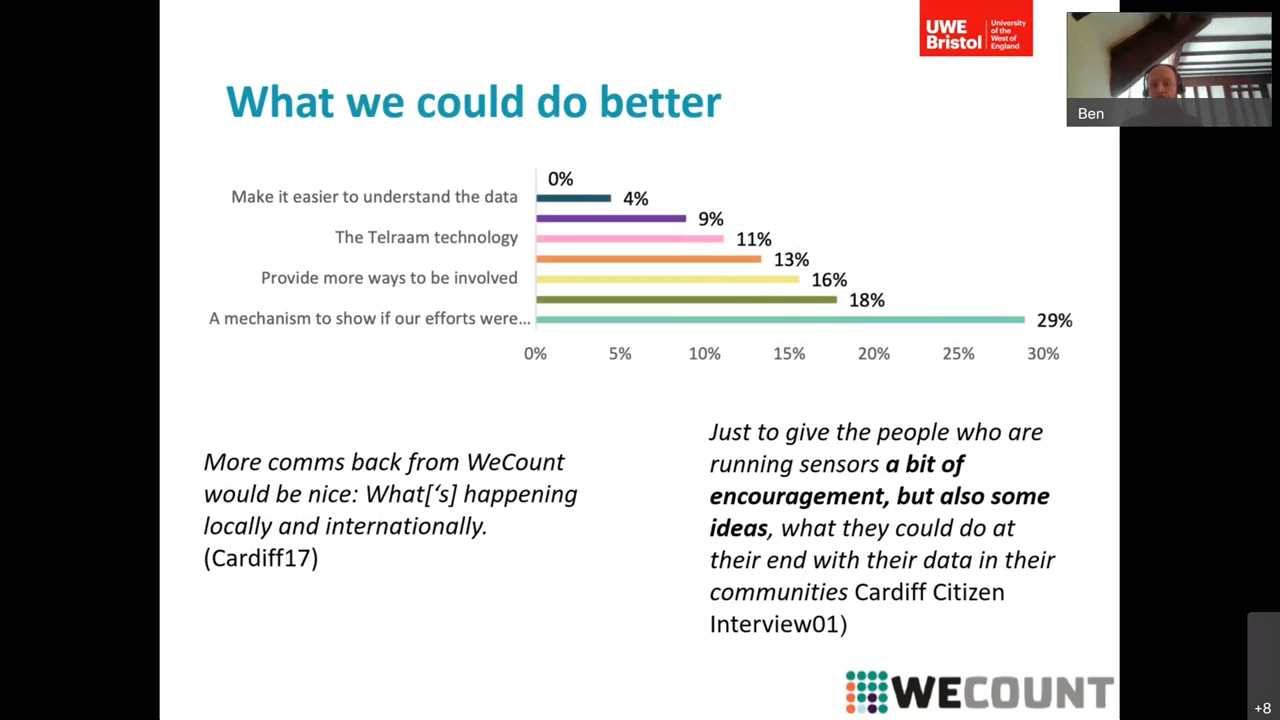 UWE
Bristol
University
of the
West of
England
Ben
What we could do better
0%
Make it easier to understand the data
4%
9%
The Telraam technology
11%
13%
Provide more ways to be involved
16%
18%
A mechanism to show if our efforts were...
29%
0% 5% 10% 15% 20% 25% 30%
More comms back from WeCount
would be nice: What[‘s] happening
locally and internationally.
(Cardiff17)
Just to give the people who are
running sensors a bit of
encouragement, but also some
ideas, what they could do at
their end with their data in their
communities Cardiff Citizen
Interview01)
WECOUNT
+8